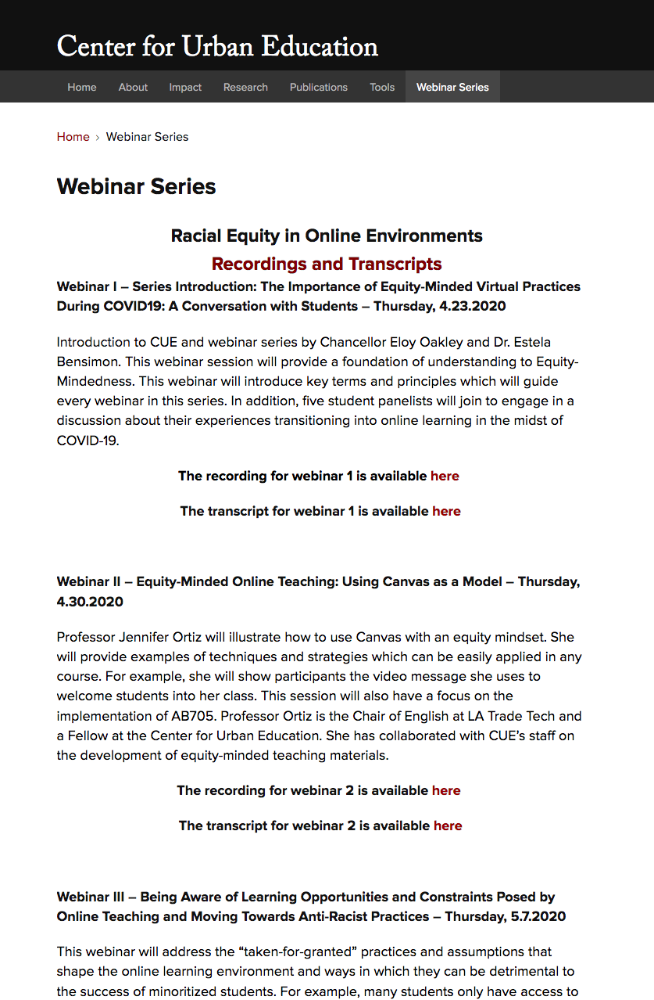 Center for Urban Education
Home About Impact Research Publications Tools Webinar Series
Home › Webinar Series
Webinar Series
Racial Equity in Online Environments
Recordings and Transcripts
Webinar I – Series Introduction: The Importance of Equity-Minded Virtual Practices
During COVID19: A Conversation with Students – Thursday, 4.23.2020
Introduction to CUE and webinar series by Chancellor Eloy Oakley and Dr. Estela
Bensimon. This webinar session will provide a foundation of understanding to Equity-
Mindedness. This webinar will introduce key terms and principles which will guide
every webinar in this series. In addition, five student panelists will join to engage in a
discussion about their experiences transitioning into online learning in the midst of
COVID-19.
The recording for webinar 1 is available here
The transcript for webinar 1 is available here
Webinar II – Equity-Minded Online Teaching: Using Canvas as a Model – Thursday,
4.30.2020
Professor Jennifer Ortiz will illustrate how to use Canvas with an equity mindset. She
will provide examples of techniques and strategies which can be easily applied in any
course. For example, she will show participants the video message she uses to
welcome students into her class. This session will also have a focus on the
implementation of AB705. Professor Ortiz is the Chair of English at LA Trade Tech and
a Fellow at the Center for Urban Education. She has collaborated with CUE’s staff on
the development of equity-minded teaching materials.
The recording for webinar 2 is available here
The transcript for webinar 2 is available here
Webinar III – Being Aware of Learning Opportunities and Constraints Posed by
Online Teaching and Moving Towards Anti-Racist Practices – Thursday, 5.7.2020
This webinar will address the “taken-for-granted” practices and assumptions that
shape the online learning environment and ways in which they can be detrimental to
the success of minoritized students. For example, many students only have access to